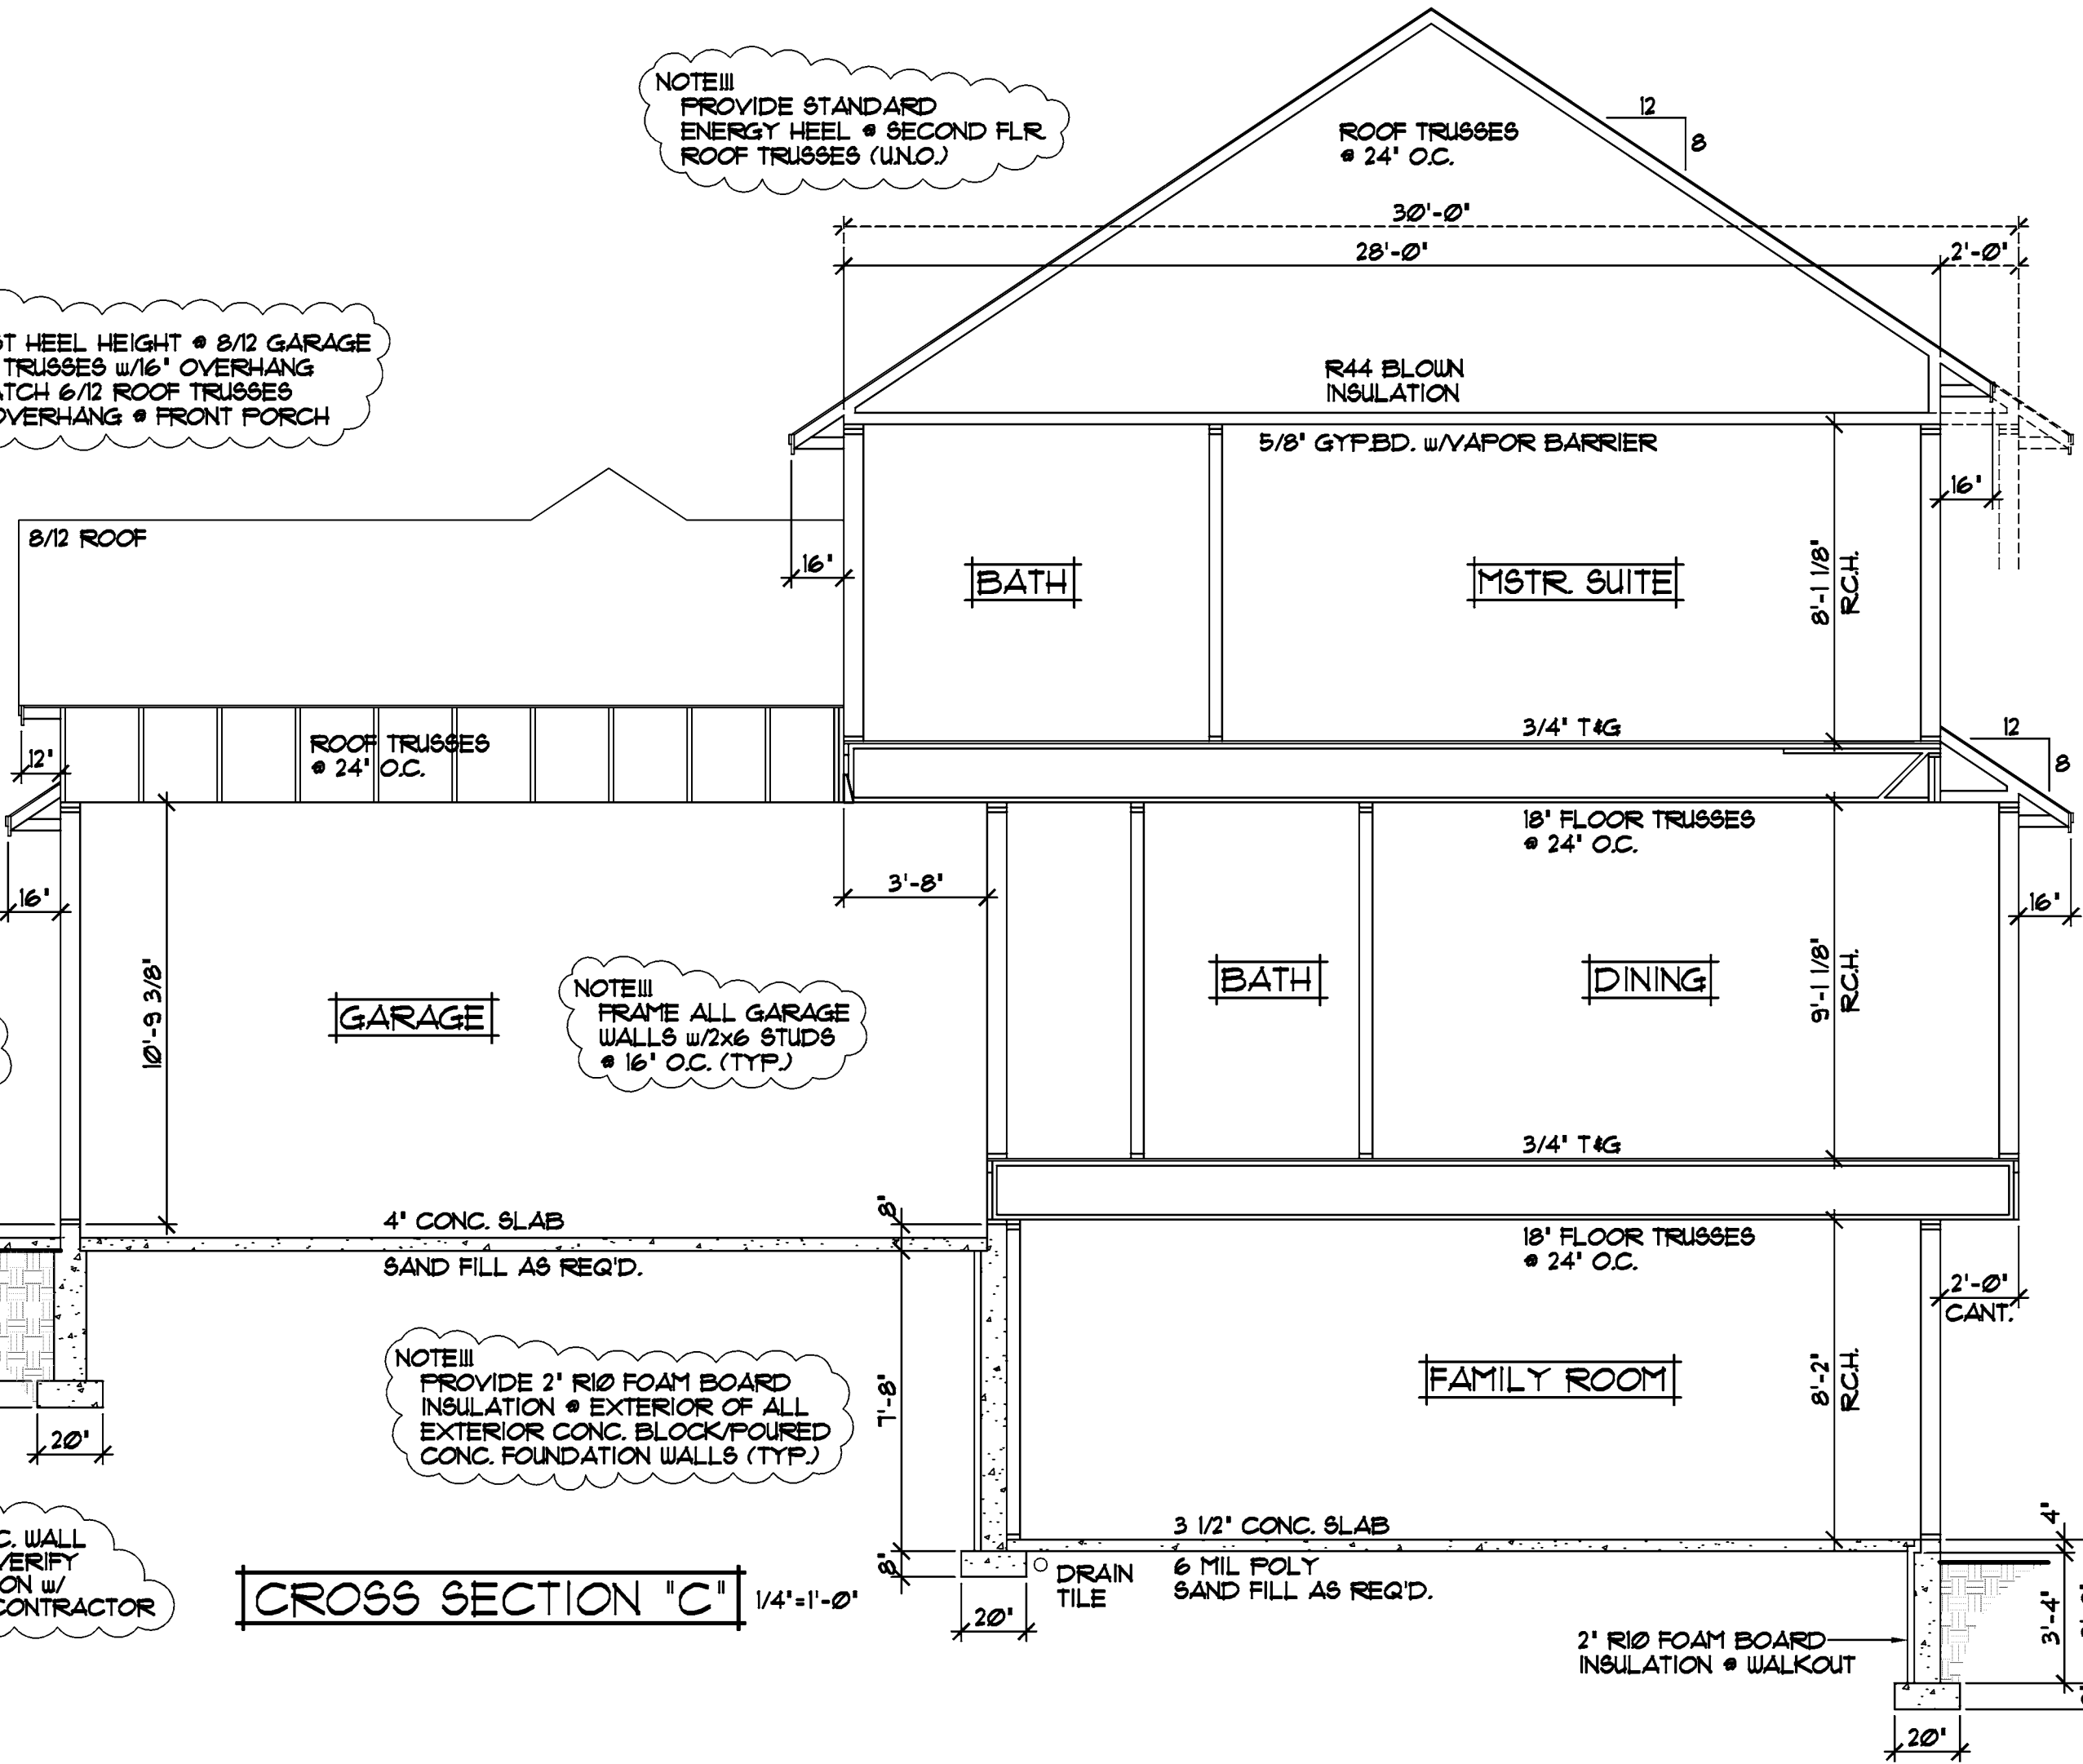 NOTE!!!
PROVIDE STANDARD
ENERGY HEEL @ SECOND FLR.
ROOF TRUSSES (U.N.O.)
ROOF TRUSSES
@ 24" O.C.
12
8
30'-0"
28'-0"
2'-0"
HEEL HEIGHT @ 8/12 GARAGE
TRUSSES w/16" OVERHANG
6/12 ROOF TRUSSES
OVERHANG @ FRONT PORCH
R44 BLOWN
INSULATION
5/8" GYP.BD. w/VAPOR BARRIER
16"
8/12 ROOF
16"
BATH
MSTR. SUITE
8'-1 1/8"
R.C.H.
3/4" T&G
12
8
ROOF TRUSSES
@ 24" O.C.
12"
18" FLOOR TRUSSES
@ 24" O.C.
16"
3'-8"
16"
10'-9 3/8"
GARAGE
NOTE!!!
FRAME ALL GARAGE
WALLS w/2x6 STUDS
@ 16" O.C. (TYP.)
BATH
DINING
9'-1 1/8"
R.C.H.
3/4" T&G
4" CONC. SLAB
8"
SAND FILL AS REQ'D.
18" FLOOR TRUSSES
@ 24" O.C.
2'-0"
CANT.
NOTE!!!
PROVIDE 2" R10 FOAM BOARD
INSULATION @ EXTERIOR OF ALL
EXTERIOR CONC. BLOCK/POURED
CONC. FOUNDATION WALLS (TYP.)
7'-8"
FAMILY ROOM
8'-2"
R.C.H.
20"
3 1/2" CONC. SLAB
4"
WALL
VERIFY
w/
CONTRACTOR
CROSS SECTION "C"
1/4"=1'-0"
8"
DRAIN
TILE
6 MIL POLY
SAND FILL AS REQ'D.
20"
3'-4"
2" R10 FOAM BOARD
INSULATION @ WALKOUT
20"